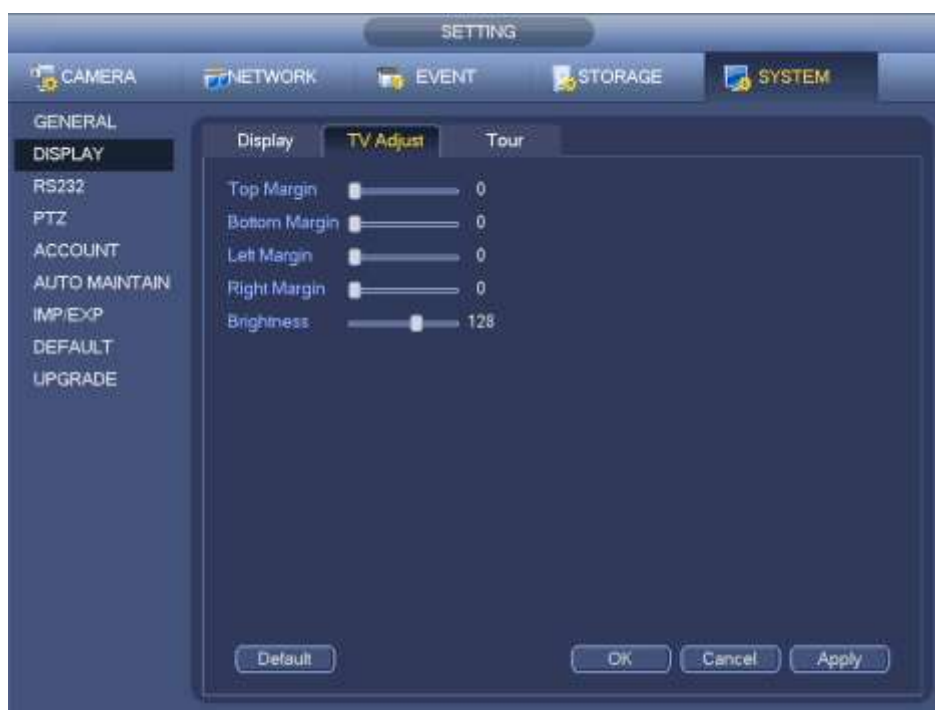 SETTING
CAMERA NETWORK EVENT STORAGE SYSTEM
GENERAL
DISPLAY
RS232
PTZ
ACCOUNT
AUTO MAINTAIN
IMP/EXP
DEFAULT
UPGRADE
Display TV Adjust Tour
Top Margin 0
Bottom Margin 0
Left Margin 0
Right Margin 0
Brightness 128
Default OK Cancel Apply